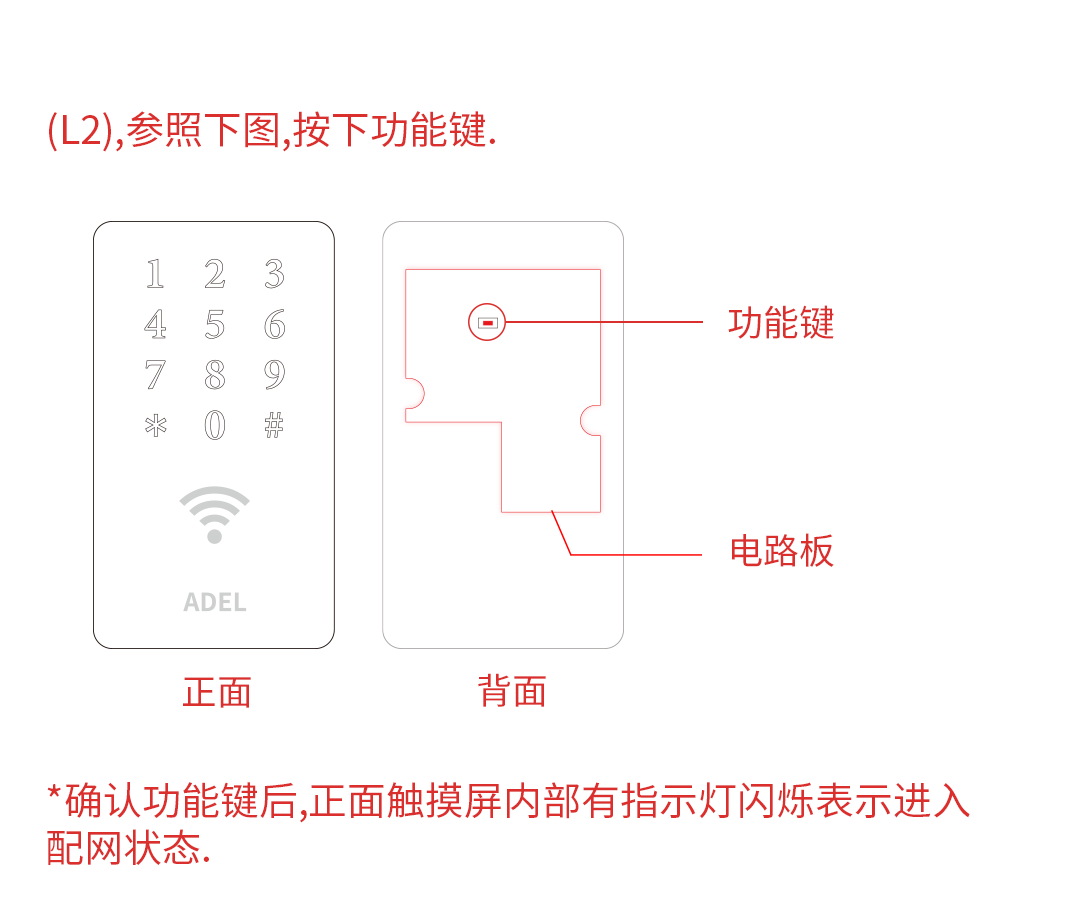 (L2),参照下图,按下功能键.
1 2 3
4 5 6
7 8 9
* 0 #
ADEL
功能键
电路板
正面
背面
*确认功能键后,正面触摸屏内部有指示灯闪烁表示进入
配网状态.